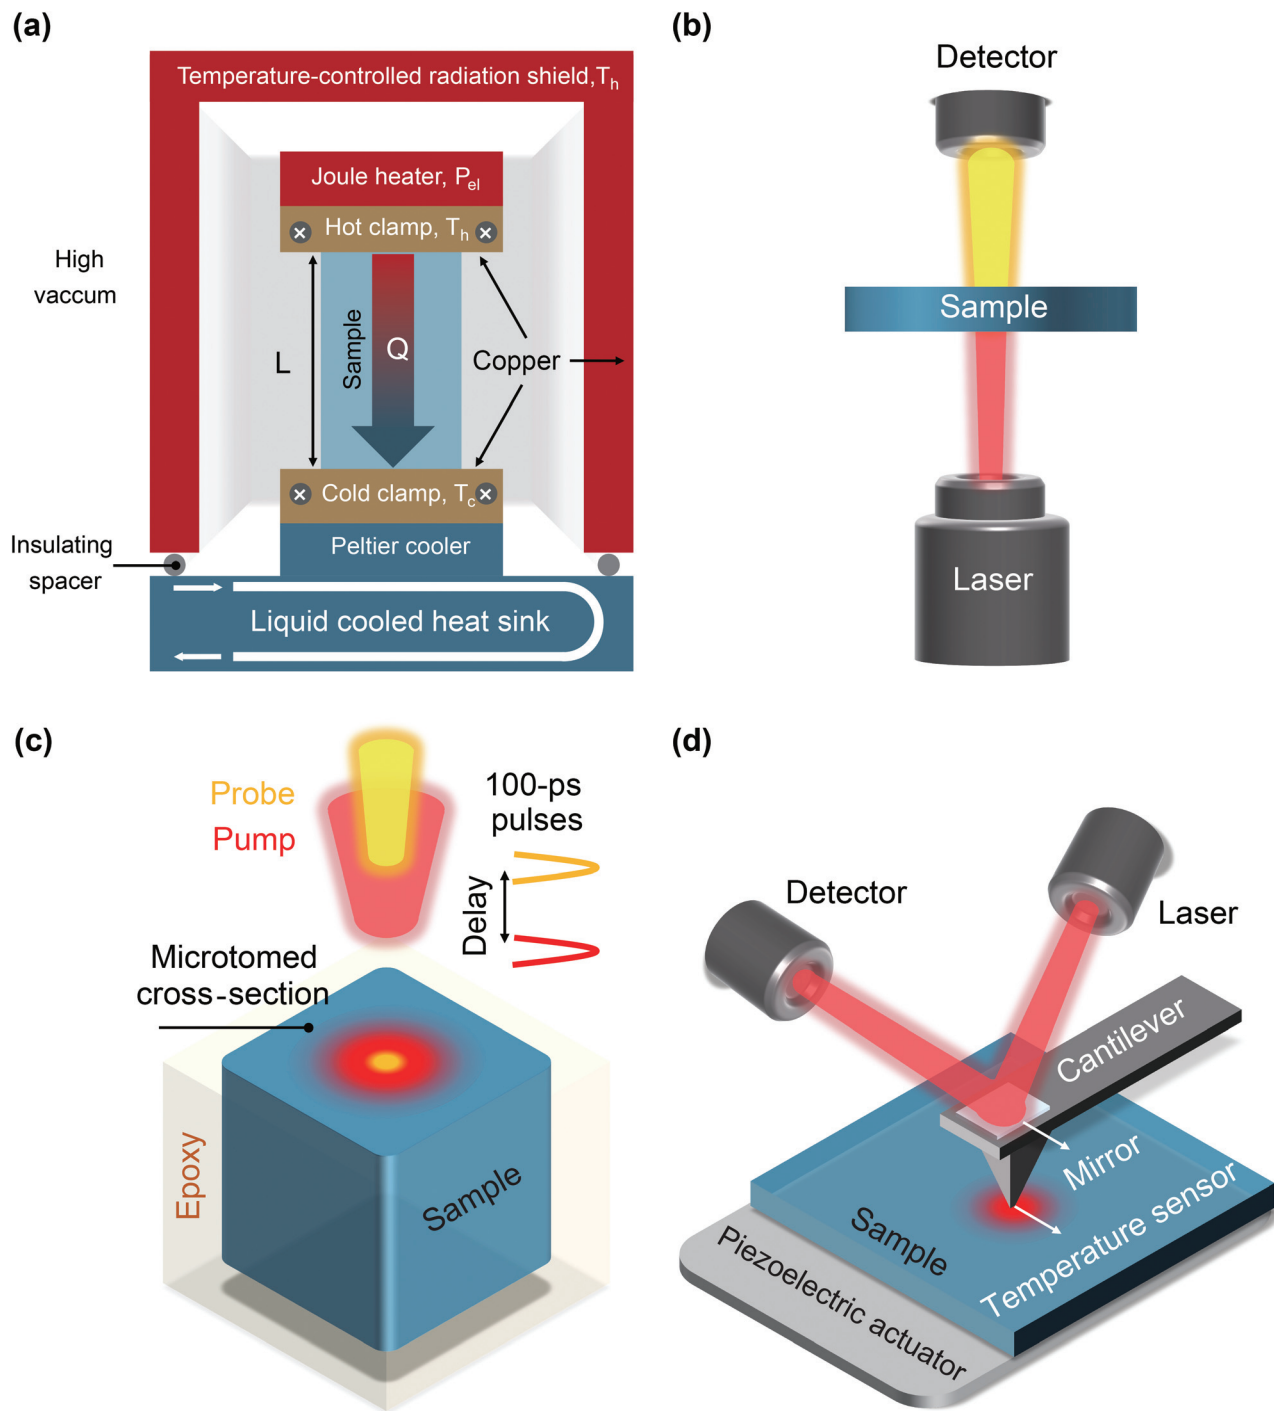 (a)
Temperature-controlled radiation shield,Th
Joule heater, Pel
Hot clamp, Th
High
vaccum
L
Sample
Q
Copper
Cold clamp, Tc
Peltier cooler
Insulating
spacer
Liquid cooled heat sink
(b)
Detector
Sample
Laser
(c)
Probe
Pump
100-ps
pulses
Delay
Microtomed
cross-section
Epoxy
Sample
(d)
Detector
Laser
Cantilever
Mirror
Temperature sensor
Sample
Piezoelectric actuator